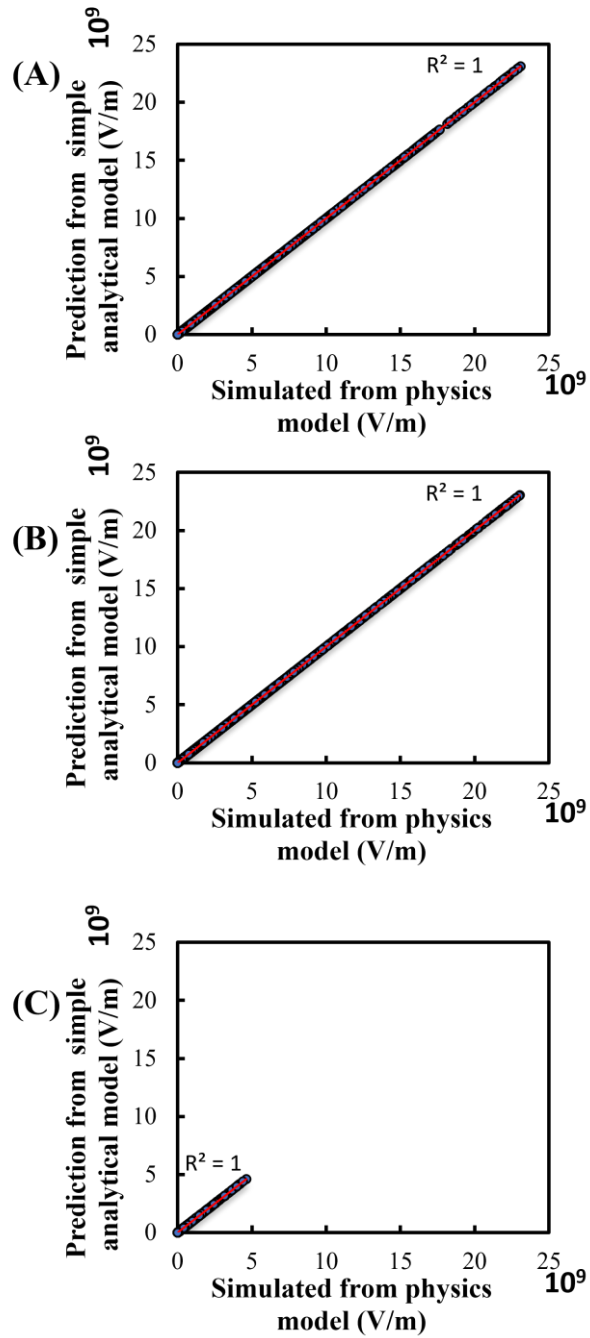 10⁹
(A)
Prediction from simple
analytical model (V/m)
25
20
15
10
5
0
R² = 1
0 5 10 15 20 25
Simulated from physics
model (V/m)
10⁹
10⁹
(B)
Prediction from simple
analytical model (V/m)
25
20
15
10
5
0
R² = 1
0 5 10 15 20 25
Simulated from physics
model (V/m)
10⁹
10⁹
(C)
Prediction from simple
analytical model (V/m)
25
20
15
10
5
0
R² = 1
0 5 10 15 20 25
Simulated from physics
model (V/m)
10⁹